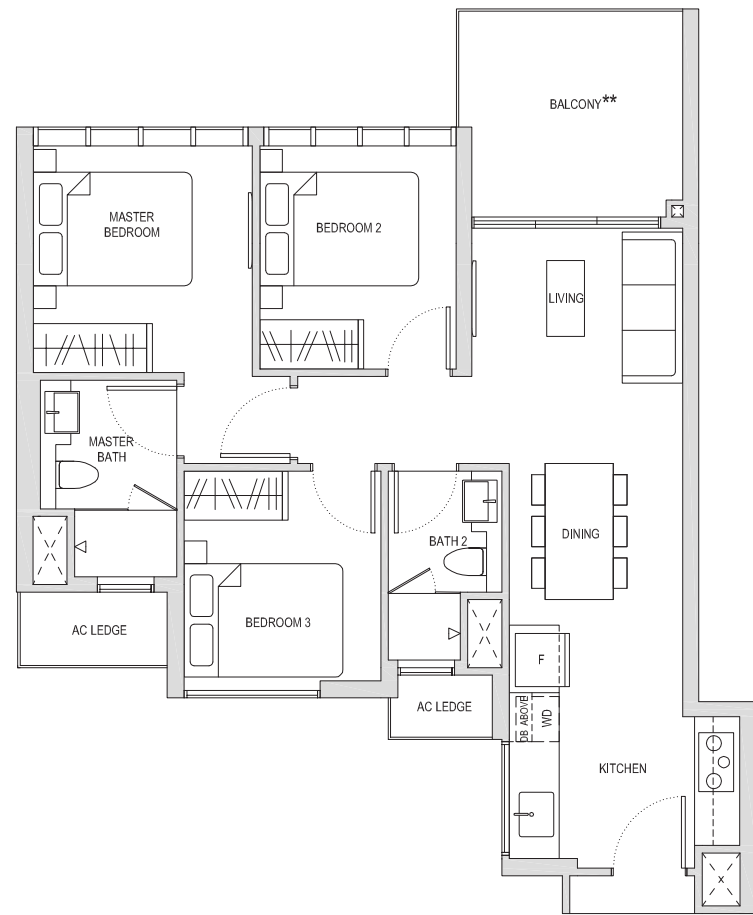 BALCONY**
MASTER
BEDROOM
BEDROOM 2
LIVING
MASTER
BATH
DINING
BATH 2
BEDROOM 3
AC LEDGE
F
AC LEDGE
DB ABOVE
WD
KITCHEN
x